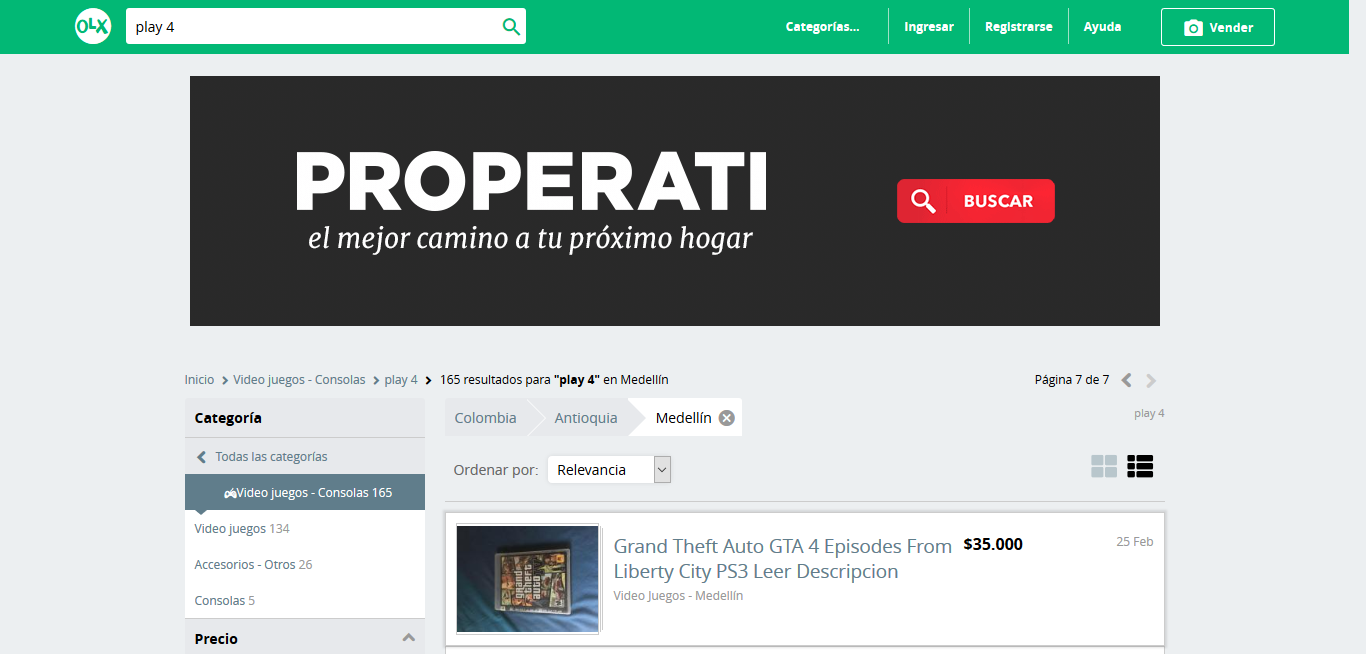 OLX
play 4
Categorías...
Ingresar
Registrarse
Ayuda
Vender
PROPERATI
el mejor camino a tu próximo hogar
BUSCAR
Inicio > Video juegos - Consolas > play 4 > 165 resultados para "play 4" en Medellín
Página 7 de 7
Categoría
Todas las categorías
Video juegos - Consolas 165
Video juegos 134
Accesorios - Otros 26
Consolas 5
Precio
Colombia
Antioquia
Medellín
play 4
Ordenar por:
Relevancia
grand
theft
auto
Grand Theft Auto GTA 4 Episodes From
Liberty City PS3 Leer Descripcion
$35.000
25 Feb
Video Juegos - Medellín